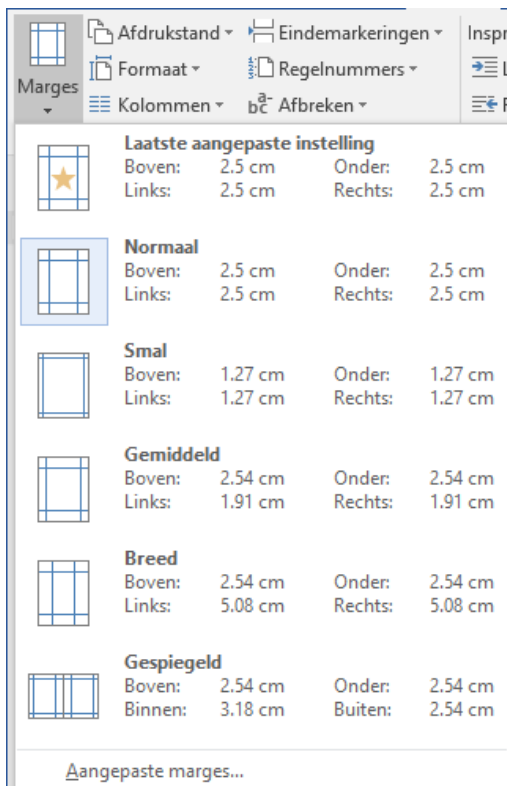 Afdrukstand Eindemarkeringen Inspr
Formaat Regelnummers
Marges
Kolommen Afbreken
Laatste aangepaste instelling
Boven: 2.5 cm Onder: 2.5 cm
Links: 2.5 cm Rechts: 2.5 cm
Normaal
Boven: 2.5 cm Onder: 2.5 cm
Links: 2.5 cm Rechts: 2.5 cm
Smal
Boven: 1.27 cm Onder: 1.27 cm
Links: 1.27 cm Rechts: 1.27 cm
Gemiddeld
Boven: 2.54 cm Onder: 2.54 cm
Links: 1.91 cm Rechts: 1.91 cm
Breed
Boven: 2.54 cm Onder: 2.54 cm
Links: 5.08 cm Rechts: 5.08 cm
Gespiegeld
Boven: 2.54 cm Onder: 2.54 cm
Binnen: 3.18 cm Buiten: 2.54 cm
Aangepaste marges...